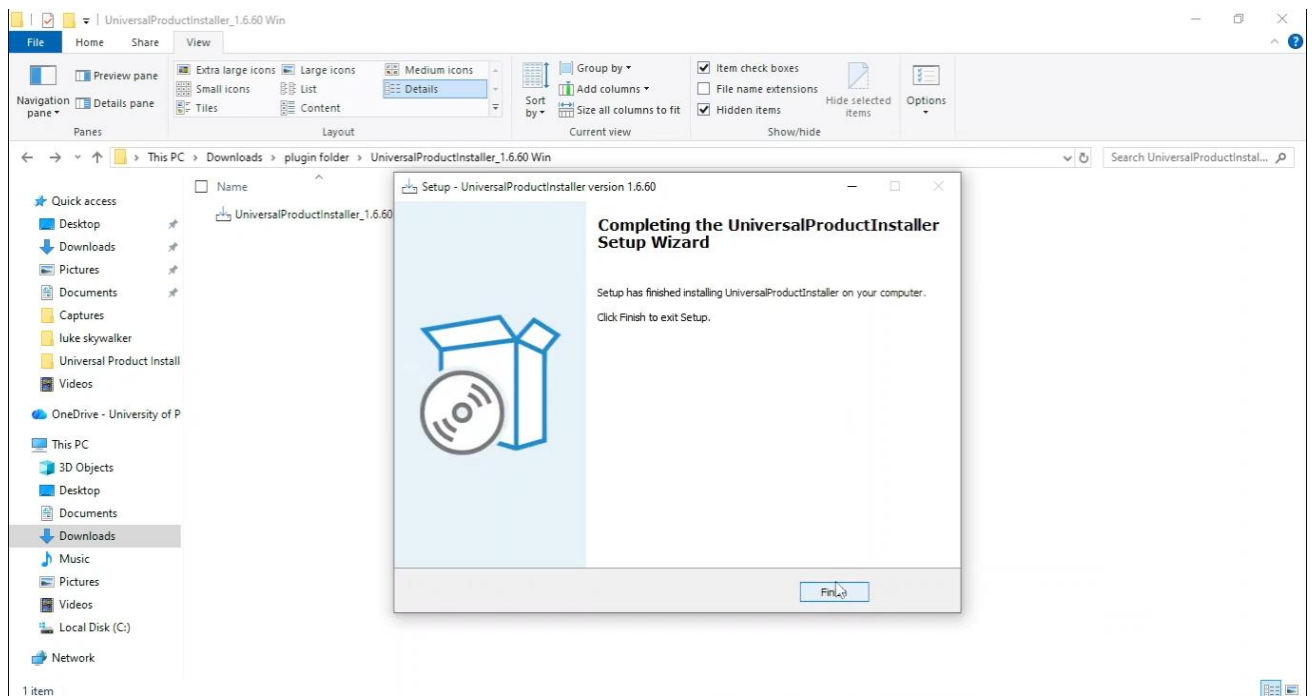 UniversalProductInstaller_1.6.60 Win
File Home Share View
Navigation pane
Preview pane
Details pane
Panes
Extra large icons Large icons Medium icons
Small icons List Details
Tiles Content
Layout
Sort by
Group by
Add columns
Size all columns to fit
Current view
Item check boxes
File name extensions
Hidden items
Hide selected items
Show/hide
Options
This PC > Downloads > plugin folder > UniversalProductInstaller_1.6.60 Win
Search UniversalProductInstal...
Quick access
Desktop
Downloads
Pictures
Documents
Captures
luke skywalker
Universal Product Install
Videos
OneDrive - University of P
This PC
3D Objects
Desktop
Documents
Downloads
Music
Pictures
Videos
Local Disk (C:)
Network
1 item
Name
UniversalProductInstaller_1.6.60
Setup - UniversalProductInstaller version 1.6.60
Completing the UniversalProductInstaller
Setup Wizard
Setup has finished installing UniversalProductInstaller on your computer.
Click Finish to exit Setup.
Finish